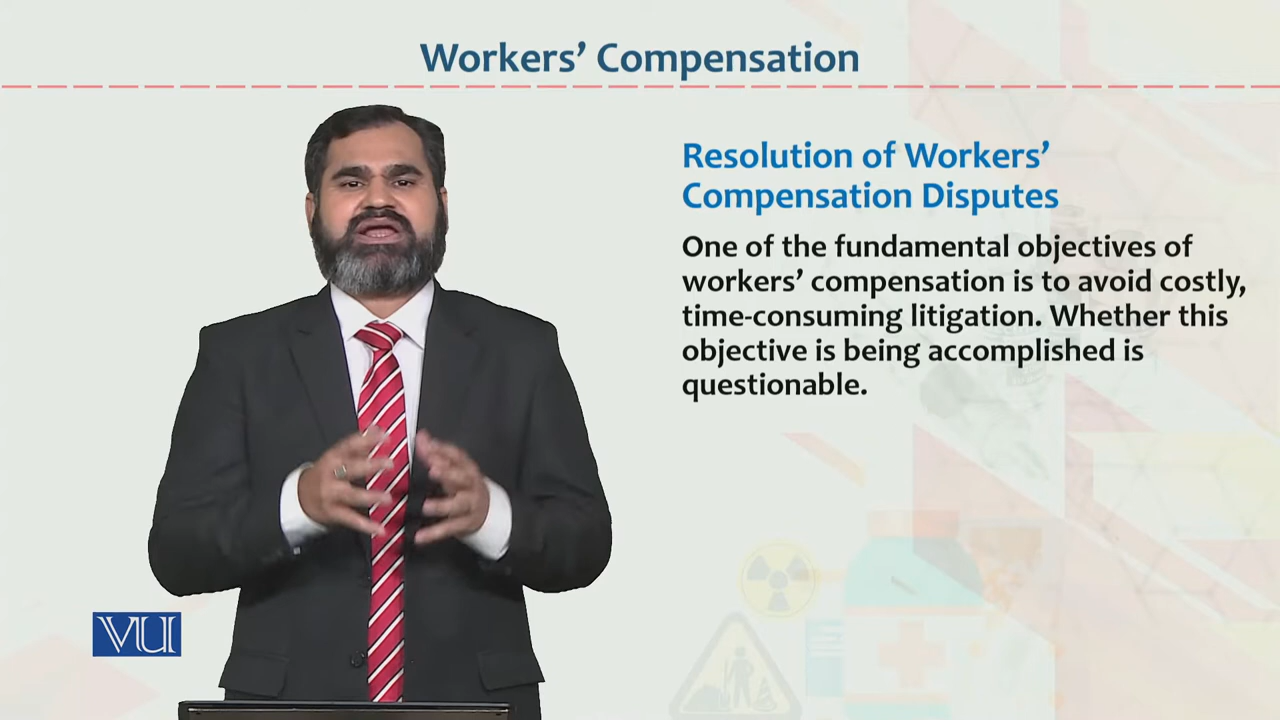 Workers’ Compensation
Resolution of Workers’
Compensation Disputes
One of the fundamental objectives of
workers’ compensation is to avoid costly,
time-consuming litigation. Whether this
objective is being accomplished is
questionable.
VU